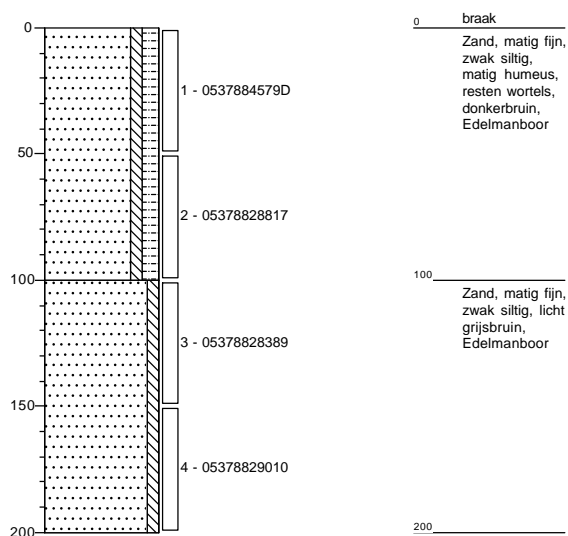 0
50
100
150
200
1 - 0537884579D
2 - 05378828817
3 - 05378828389
4 - 05378829010
0 braak
Zand, matig fijn,
zwak siltig,
matig humeus,
resten wortels,
donkerbruin,
Edelmanboor
100
Zand, matig fijn,
zwak siltig, licht
grijsbruin,
Edelmanboor
200